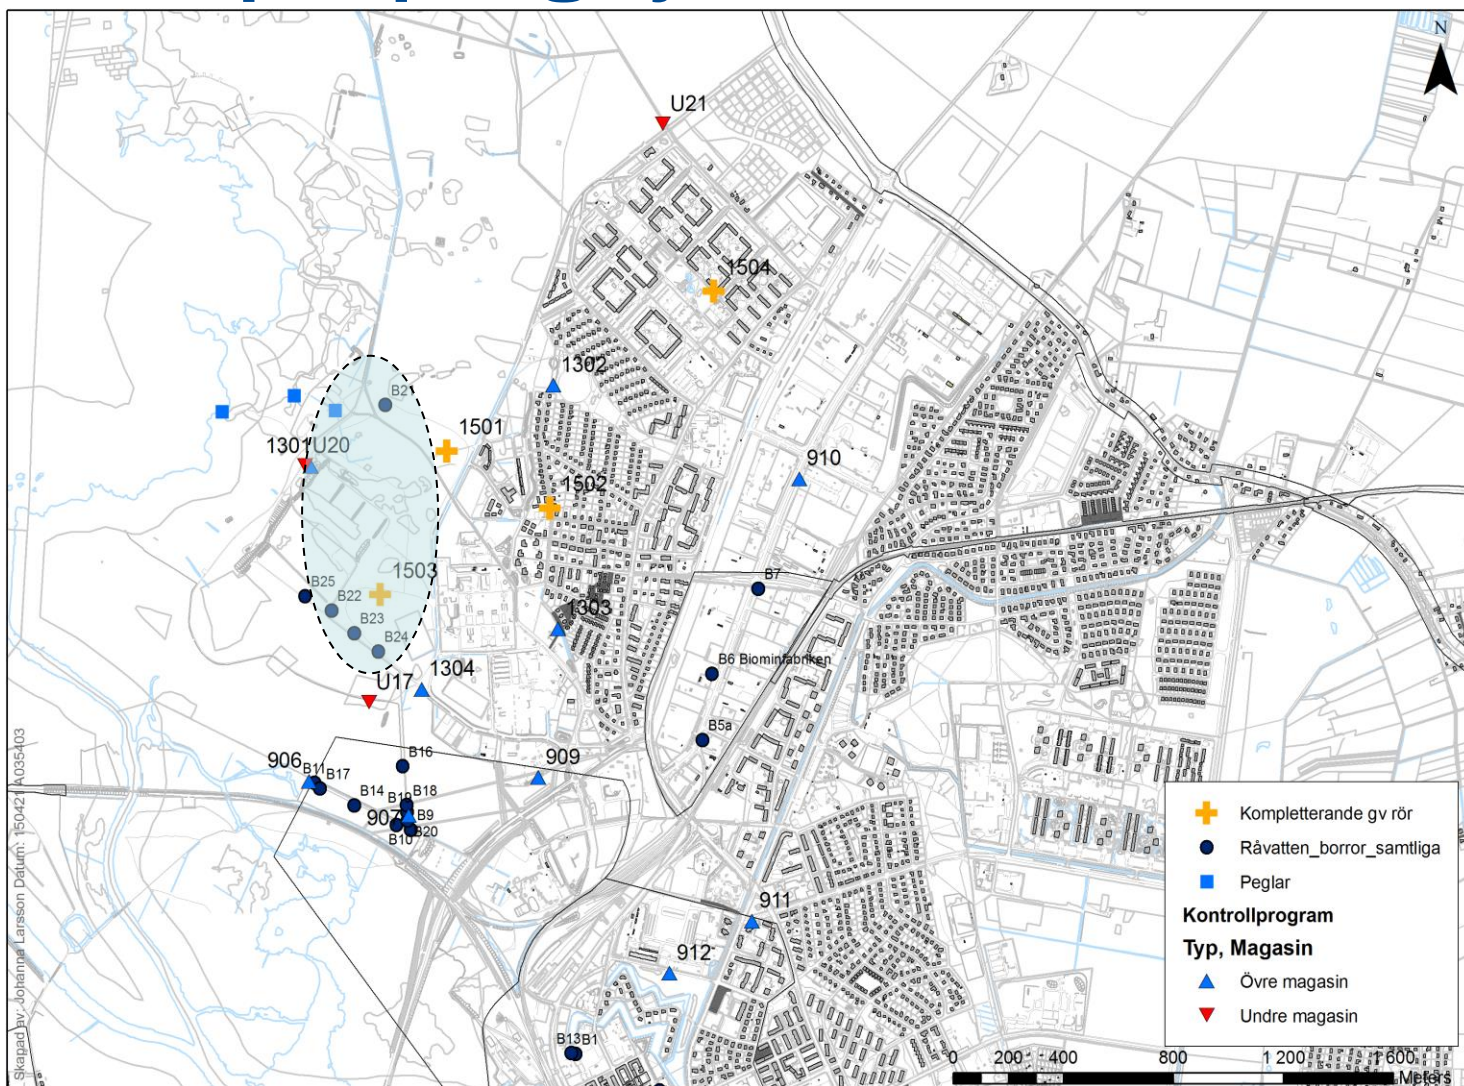 N
U21
1504
1302
B21
1501
1301
U20
1502
910
1503
B25
B22
B23
B24
B7
1303
B6 Biominfabriken
U17
1304
B5a
B16
909
906
B11
B17
B14
B18
B19
907
B9
B10
B20
911
912
B13
B1
Kompletterande gv rör
Råvatten_borror_samtliga
Peglar
Kontrollprogram
Typ, Magasin
Övre magasin
Undre magasin
0 200 400 800 1 200 1 600
Meters
Skapad av: Johanna Larsson Datum: 150421 A035403